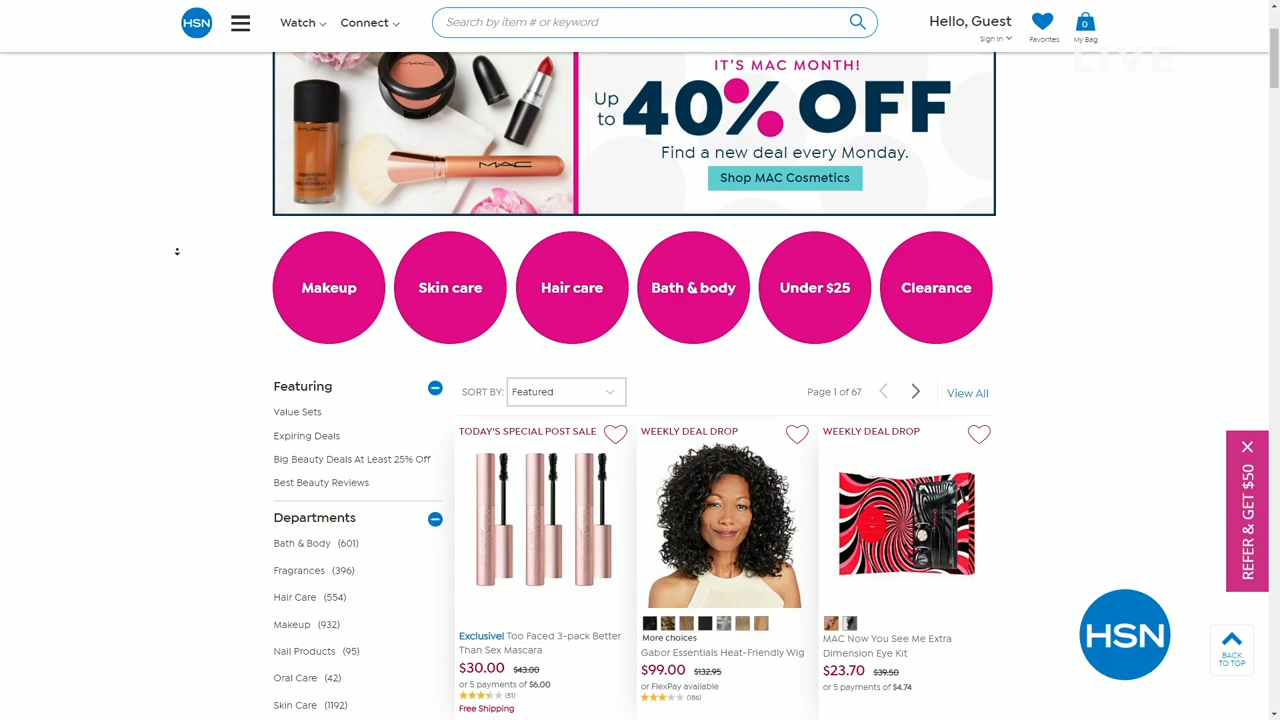 HSN
Watch
Connect
Search by item # or keyword
Hello, Guest
Sign In
Favorites
0
My Bag
LIVE
IT'S MAC MONTH!
Up to 40% OFF
Find a new deal every Monday.
Shop MAC Cosmetics
MAC
MAC
Makeup
Skin care
Hair care
Bath & body
Under $25
Clearance
Featuring
Value Sets
Expiring Deals
Big Beauty Deals At Least 25% Off
Best Beauty Reviews
Departments
Bath & Body (601)
Fragrances (396)
Hair Care (554)
Makeup (932)
Nail Products (95)
Oral Care (42)
Skin Care (1192)
SORT BY: Featured
Page 1 of 67
View All
TODAY'S SPECIAL POST SALE
Exclusive! Too Faced 3-pack Better
Than Sex Mascara
$30.00 $43.00
or 5 payments of $6.00
(51)
Free Shipping
WEEKLY DEAL DROP
More choices
Gabor Essentials Heat-Friendly Wig
$99.00 $132.95
or FlexPay available
(186)
WEEKLY DEAL DROP
MAC Now You See Me Extra
Dimension Eye Kit
$23.70 $39.50
or 5 payments of $4.74
REFER & GET $50
HSN
BACK
TO TOP